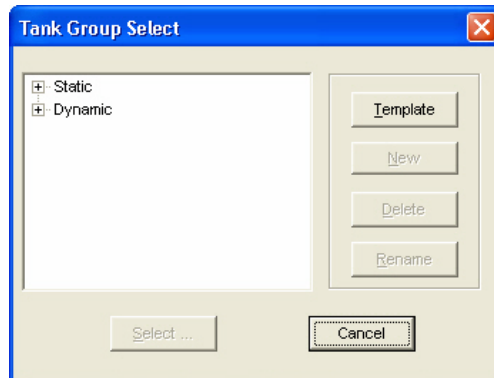 Tank Group Select
Static
Dynamic
Template
New
Delete
Rename
Select ...
Cancel